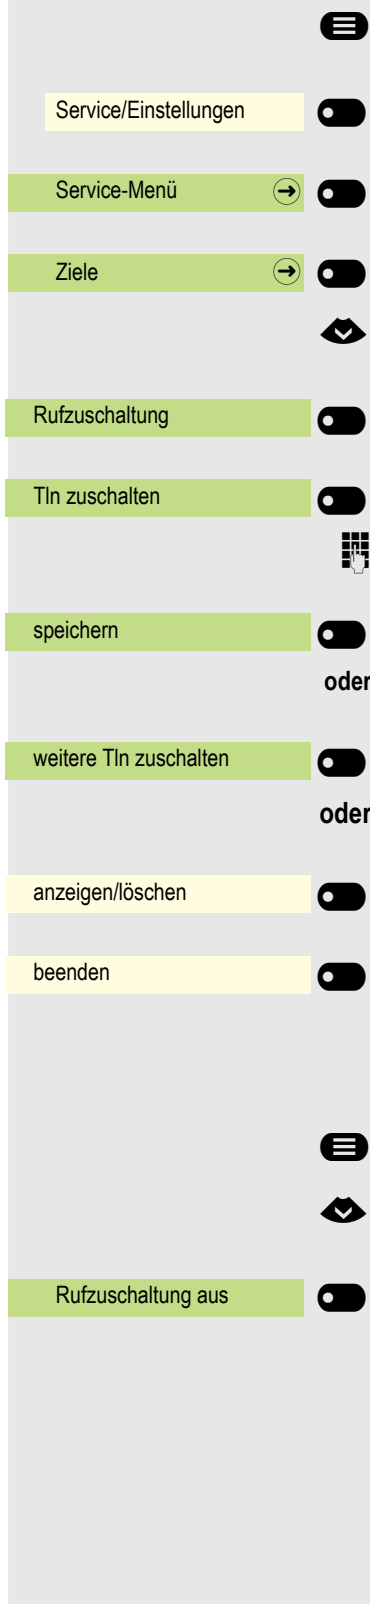 Service/Einstellungen
Service-Menü
Ziele
Rufzuschaltung
Tln zuschalten
speichern
oder
weitere Tln zuschalten
oder
anzeigen/löschen
beenden
Rufzuschaltung aus